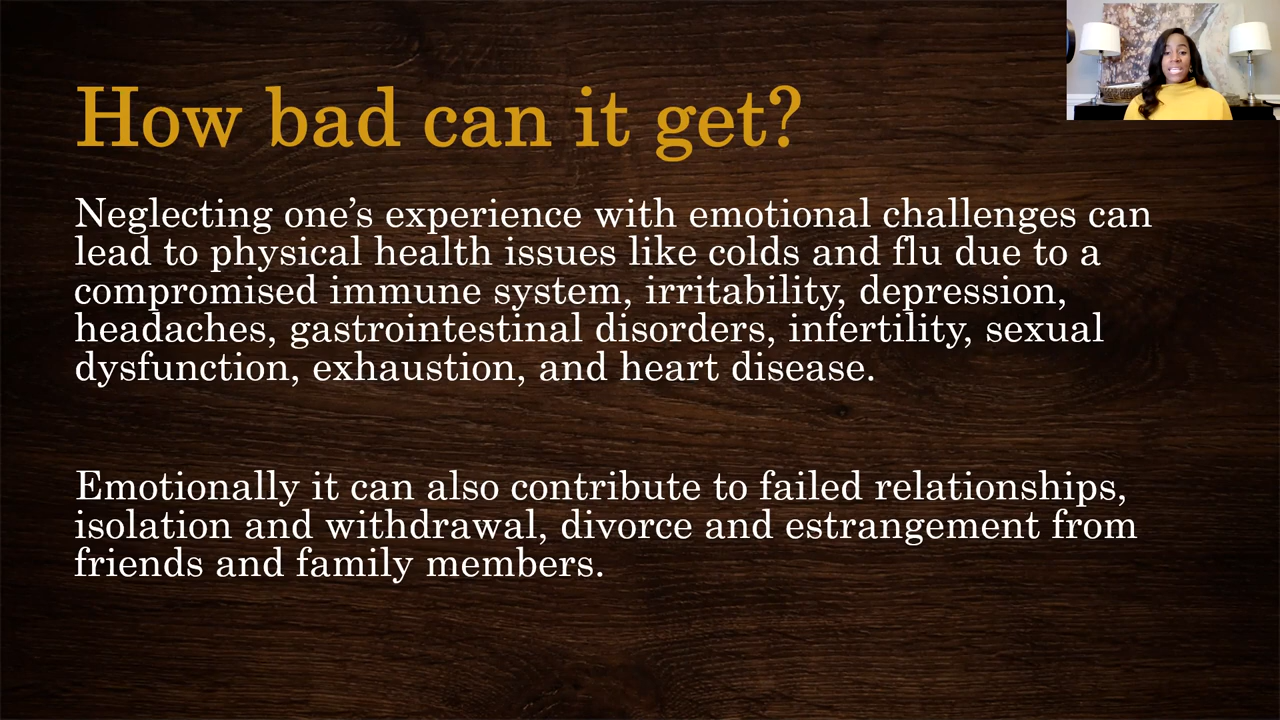 How bad can it get?
Neglecting one’s experience with emotional challenges can
lead to physical health issues like colds and flu due to a
compromised immune system, irritability, depression,
headaches, gastrointestinal disorders, infertility, sexual
dysfunction, exhaustion, and heart disease.
Emotionally it can also contribute to failed relationships,
isolation and withdrawal, divorce and estrangement from
friends and family members.